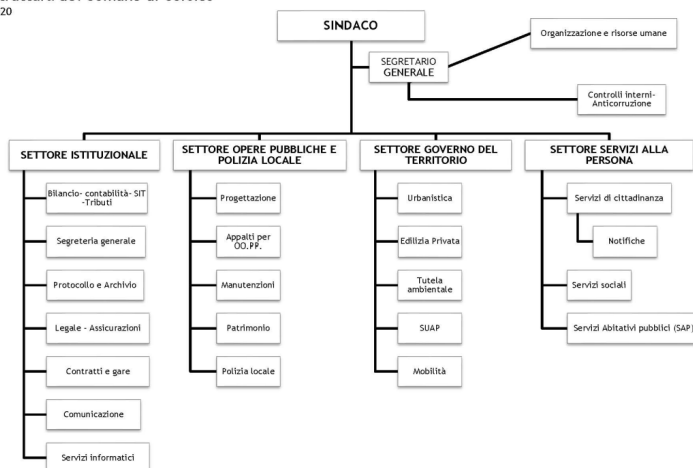 20
SINDACO
Organizzazione e risorse umane
SEGRETARIO
GENERALE
Controlli interni-
Anticorruzione
SETTORE ISTITUZIONALE
SETTORE OPERE PUBBLICHE E
POLIZIA LOCALE
SETTORE GOVERNO DEL
TERRITORIO
SETTORE SERVIZI ALLA
PERSONA
Bilancio- contabilità- SIT
-Tributi
Segreteria generale
Protocollo e Archivio
Legale - Assicurazioni
Contratti e gare
Comunicazione
Servizi informatici
Progettazione
Appalti per
OO.PP.
Manutenzioni
Patrimonio
Polizia locale
Urbanistica
Edilizia Privata
Tutela
ambientale
SUAP
Mobilità
Servizi di cittadinanza
Notifiche
Servizi sociali
Servizi Abitativi pubblici (SAP)